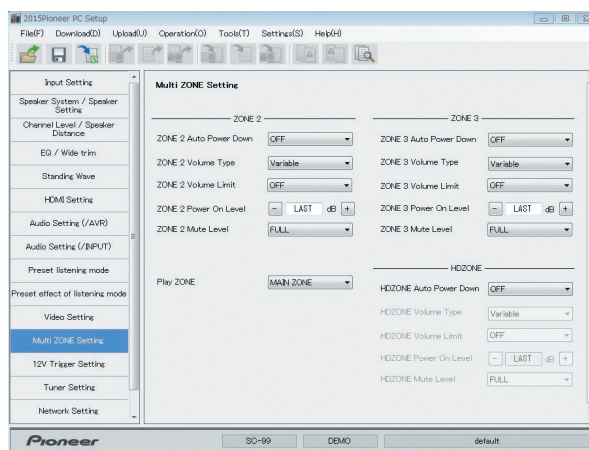 2015Pioneer PC Setup
File(F) Download(D) Upload(U) Operation(O) Tools(T) Settings(S) Help(H)
Input Setting
Speaker System / Speaker
Setting
Channel Level / Speaker
Distance
EQ / Wide trim
Standing Wave
HDMI Setting
Audio Setting (/AVR)
Audio Setting (/INPUT)
Preset listening mode
Preset effect of listening mode
Video Setting
Multi ZONE Setting
12V Trigger Setting
Tuner Setting
Network Setting
Multi ZONE Setting
ZONE 2
ZONE 2 Auto Power Down OFF
ZONE 2 Volume Type Variable
ZONE 2 Volume Limit OFF
ZONE 2 Power On Level - LAST dB +
ZONE 2 Mute Level FULL
Play ZONE MAIN ZONE
ZONE 3
ZONE 3 Auto Power Down OFF
ZONE 3 Volume Type Variable
ZONE 3 Volume Limit OFF
ZONE 3 Power On Level - LAST dB +
ZONE 3 Mute Level FULL
HDZONE
HDZONE Auto Power Down OFF
HDZONE Volume Type Variable
HDZONE Volume Limit OFF
HDZONE Power On Level - LAST dB +
HDZONE Mute Level FULL
Pioneer SC-99 DEMO default